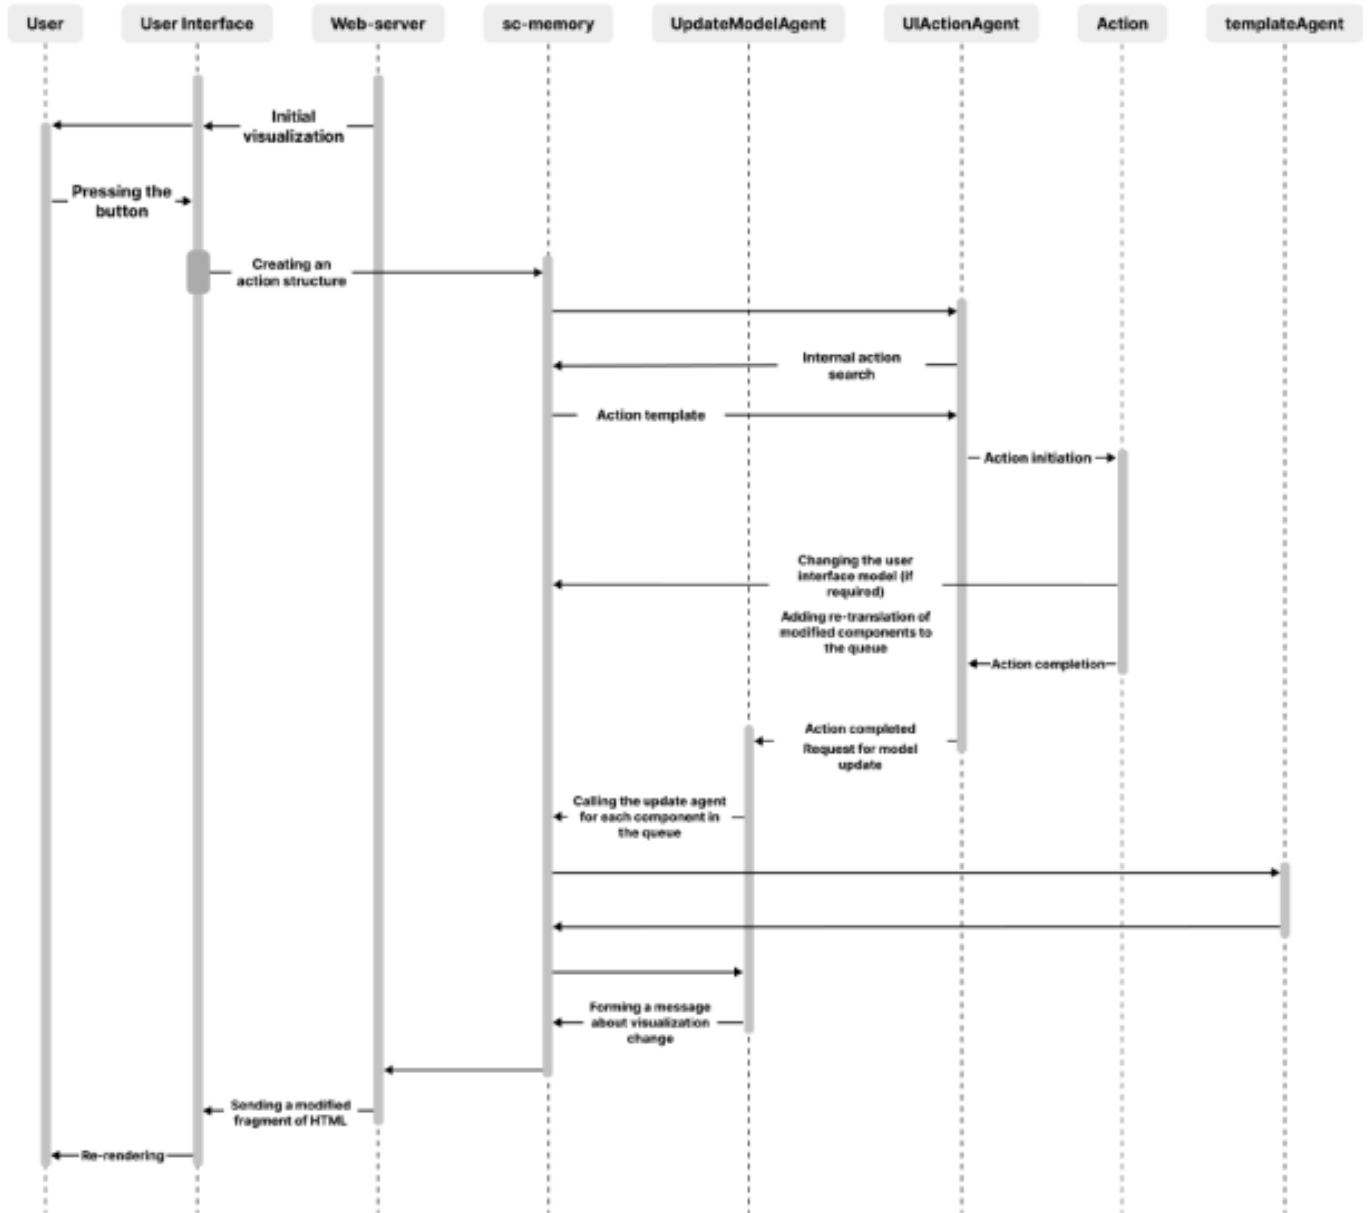 User
User Interface
Web-server
sc-memory
UpdateModelAgent
UIActionAgent
Action
templateAgent
Initial
visualization
Pressing the
button
Creating an
action structure
Internal action
search
Action template
Action initiation
Changing the user
interface model (if
required)
Adding re-translation of
modified components to
the queue
Action completion
Action completed
Request for model
update
Calling the update agent
for each component in
the queue
Forming a message
about visualization
change
Sending a modified
fragment of HTML
Re-rendering